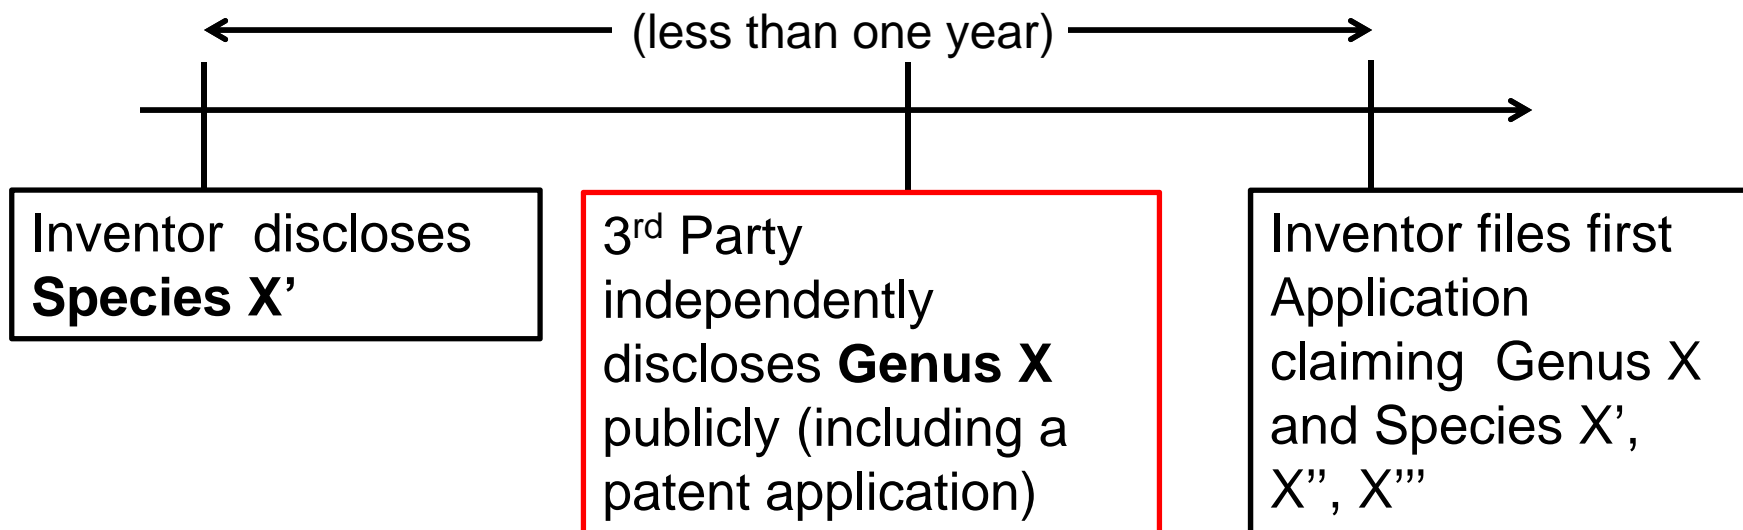 (less than one year)
Inventor discloses
Species X’
3rd Party
independently
discloses Genus X
publicly (including a
patent application)
Inventor files first
Application
claiming Genus X
and Species X’,
X’’, X’’’